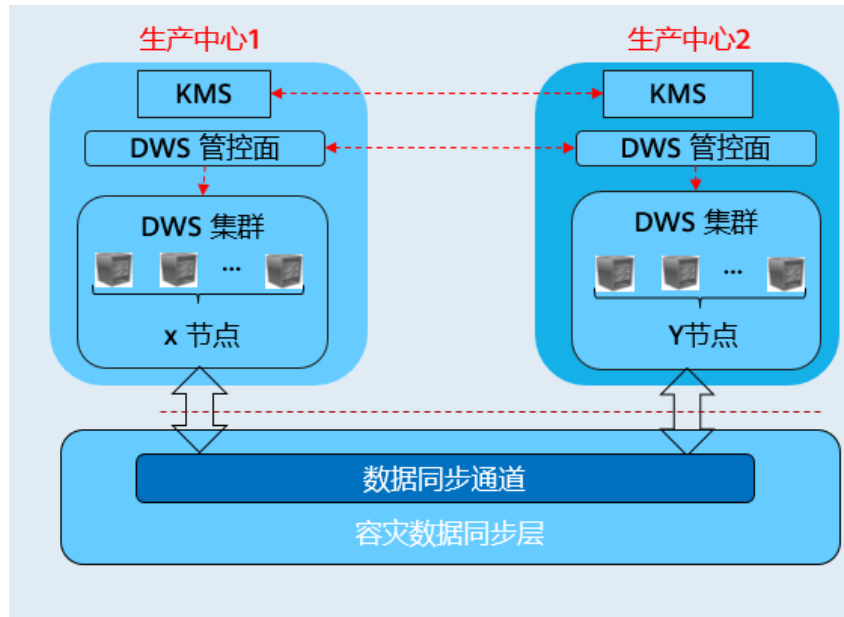 生产中心1
生产中心2
KMS
KMS
DWS 管控面
DWS 管控面
DWS 集群
DWS 集群
...
...
x 节点
Y节点
数据同步通道
容灾数据同步层